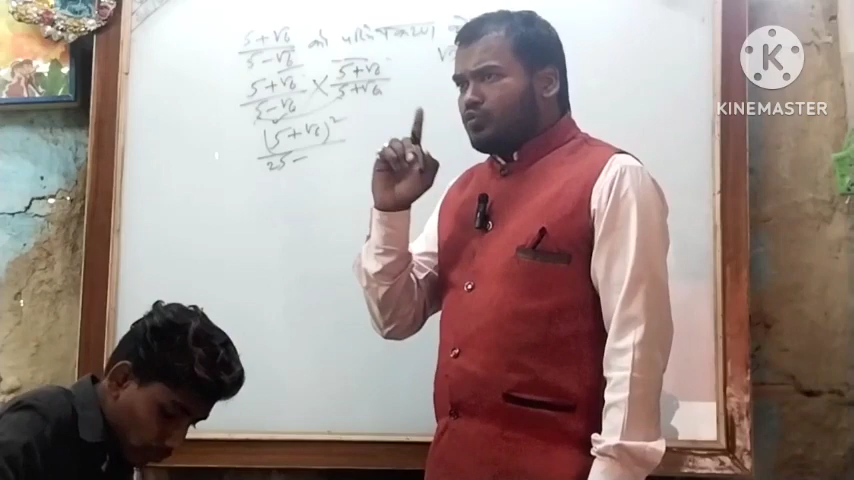 5+√6 / 5-√6 को परिमेयकरण
5+√6 / 5-√6 × 5+√6 / 5+√6
(5+√6)² / 25-
K
KINEMASTER